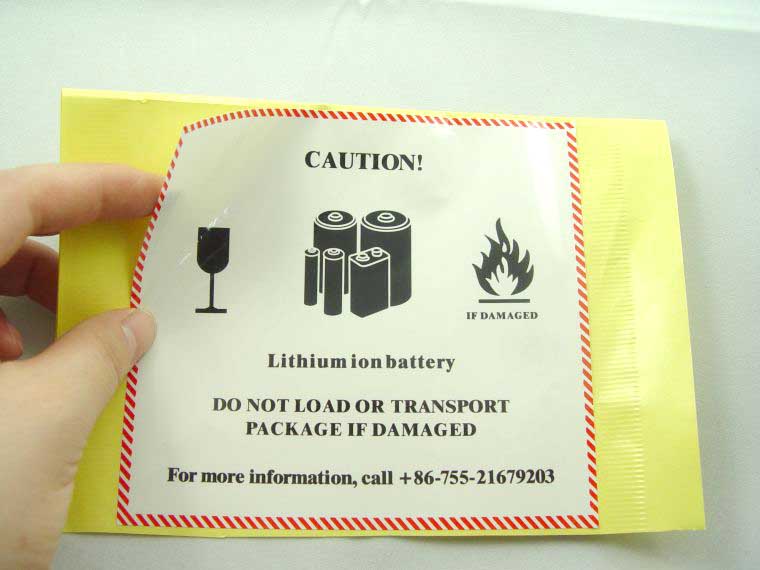 CAUTION!
IF DAMAGED
Lithium ion battery
DO NOT LOAD OR TRANSPORT
PACKAGE IF DAMAGED
For more information, call +86-755-21679203